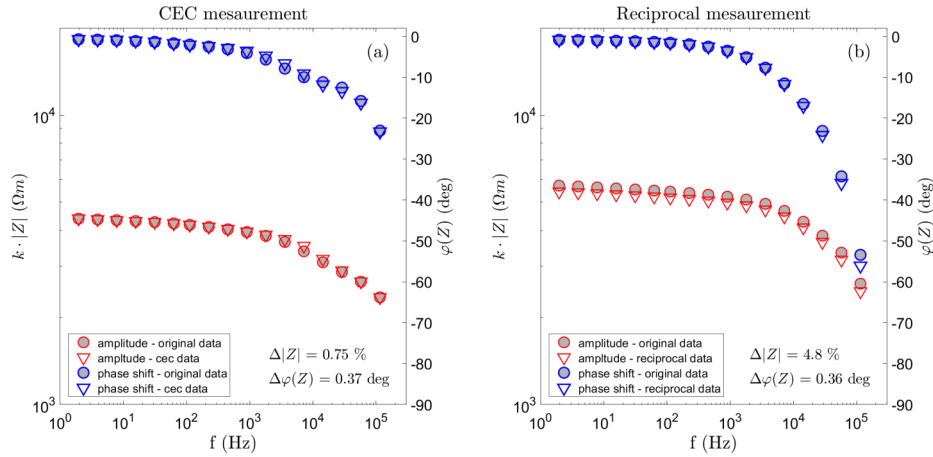 CEC mesaurement
(a)
10^4
10^3
k · |Z| (Ωm)
0
-10
-20
-30
-40
-50
-60
-70
-80
-90
φ(Z) (deg)
amplitude - original data
ampltude - cec data
phase shift - original data
phase shift - cec data
Δ|Z| = 0.75 %
Δφ(Z) = 0.37 deg
10^0 10^1 10^2 10^3 10^4 10^5
f (Hz)
Reciprocal mesaurement
(b)
10^4
10^3
k · |Z| (Ωm)
0
-10
-20
-30
-40
-50
-60
-70
-80
-90
φ(Z) (deg)
amplitude - original data
ampltude - reciprocal data
phase shift - original data
phase shift - reciprocal data
Δ|Z| = 4.8 %
Δφ(Z) = 0.36 deg
10^0 10^1 10^2 10^3 10^4 10^5
f (Hz)